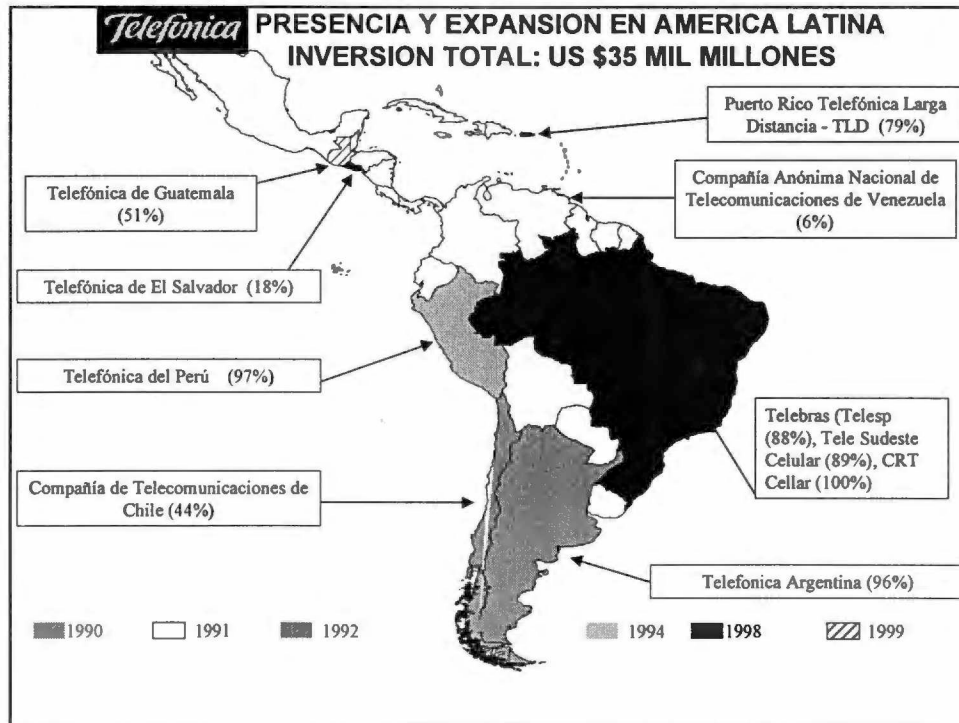 Telefónica
PRESENCIA Y EXPANSION EN AMERICA LATINA
INVERSION TOTAL: US $35 MIL MILLONES
Puerto Rico Telefónica Larga
Distancia - TLD (79%)
Compañía Anónima Nacional de
Telecomunicaciones de Venezuela
(6%)
Telefónica de Guatemala
(51%)
Telefónica de El Salvador (18%)
Telefónica del Perú (97%)
Telebras (Telesp
(88%), Tele Sudeste
Celular (89%), CRT
Cellar (100%)
Compañía de Telecomunicaciones de
Chile (44%)
Telefonica Argentina (96%)
1990 1991 1992 1994 1998 1999